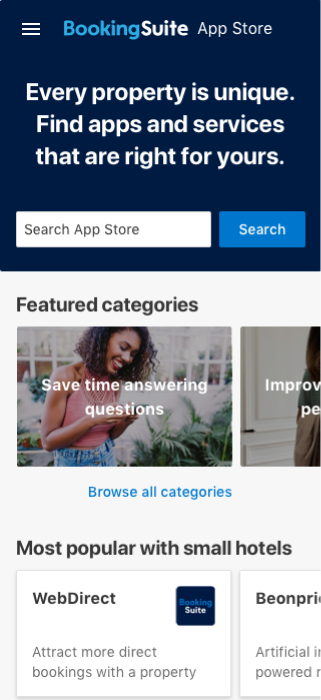 BookingSuite App Store
Every property is unique.
Find apps and services
that are right for yours.
Search App Store
Search
Featured categories
Save time answering
questions
Improv
pe
Browse all categories
Most popular with small hotels
WebDirect
Booking
Suite
Attract more direct
bookings with a property
Beonpri
Artificial i
powered r